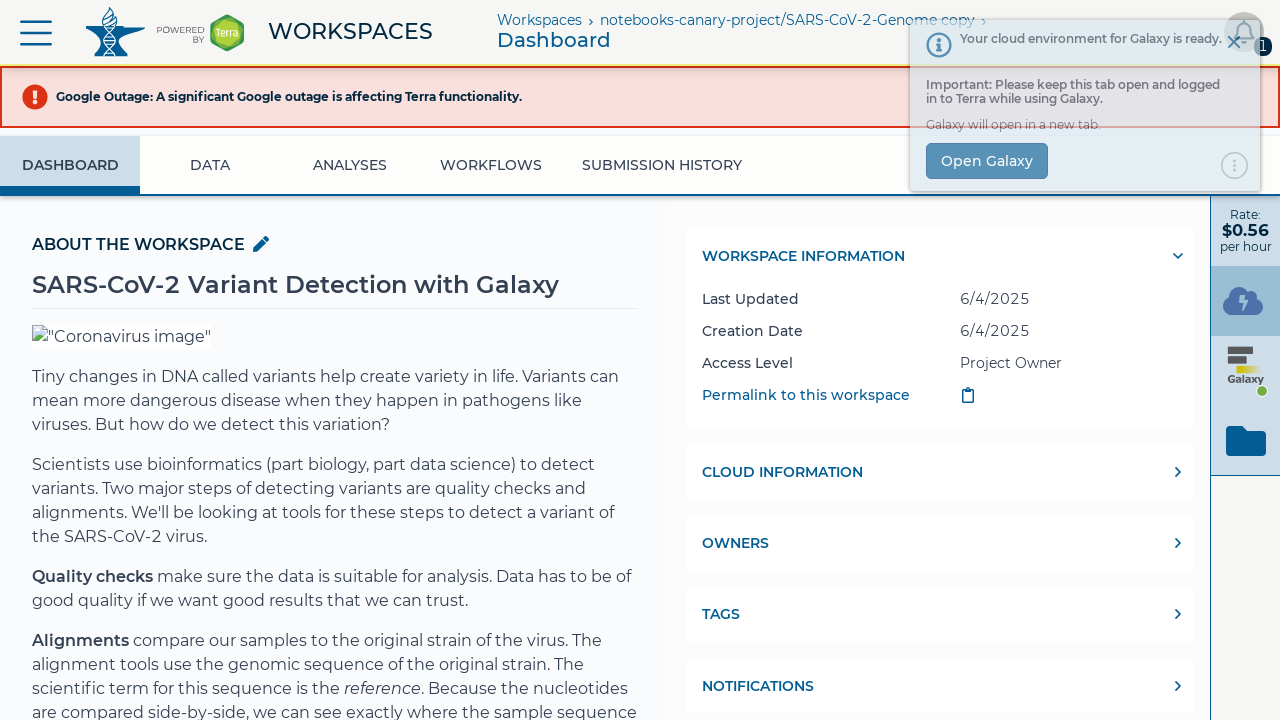 POWERED
BY
Terra
WORKSPACES
Workspaces › notebooks-canary-project/SARS-CoV-2-Genome copy ›
Dashboard
1
Your cloud environment for Galaxy is ready.
Important: Please keep this tab open and logged
in to Terra while using Galaxy.
Galaxy will open in a new tab.
Open Galaxy
Google Outage: A significant Google outage is affecting Terra functionality.
DASHBOARD
DATA
ANALYSES
WORKFLOWS
SUBMISSION HISTORY
Rate:
$0.56
per hour
Galaxy
ABOUT THE WORKSPACE
SARS-CoV-2 Variant Detection with Galaxy
"Coronavirus image"
Tiny changes in DNA called variants help create variety in life. Variants can
mean more dangerous disease when they happen in pathogens like
viruses. But how do we detect this variation?
Scientists use bioinformatics (part biology, part data science) to detect
variants. Two major steps of detecting variants are quality checks and
alignments. We'll be looking at tools for these steps to detect a variant of
the SARS-CoV-2 virus.
Quality checks make sure the data is suitable for analysis. Data has to be of
good quality if we want good results that we can trust.
Alignments compare our samples to the original strain of the virus. The
alignment tools use the genomic sequence of the original strain. The
scientific term for this sequence is the reference. Because the nucleotides
are compared side-by-side, we can see exactly where the sample sequence
WORKSPACE INFORMATION
Last Updated 6/4/2025
Creation Date 6/4/2025
Access Level Project Owner
Permalink to this workspace
CLOUD INFORMATION
OWNERS
TAGS
NOTIFICATIONS